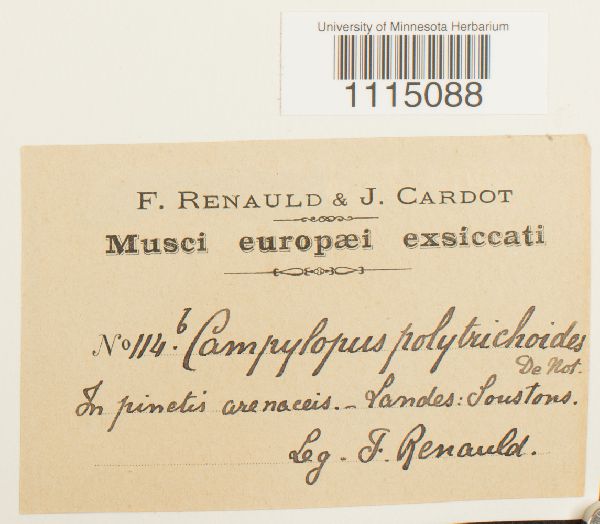 University of Minnesota Herbarium
1115088
F. RENAULD & J. CARDOT
Musci europæi exsiccati
No 114.b Campylopus polytrichoides
De Not.
In pinetis arenaceis. - Landes: Soustons.
Leg. F. Renauld.